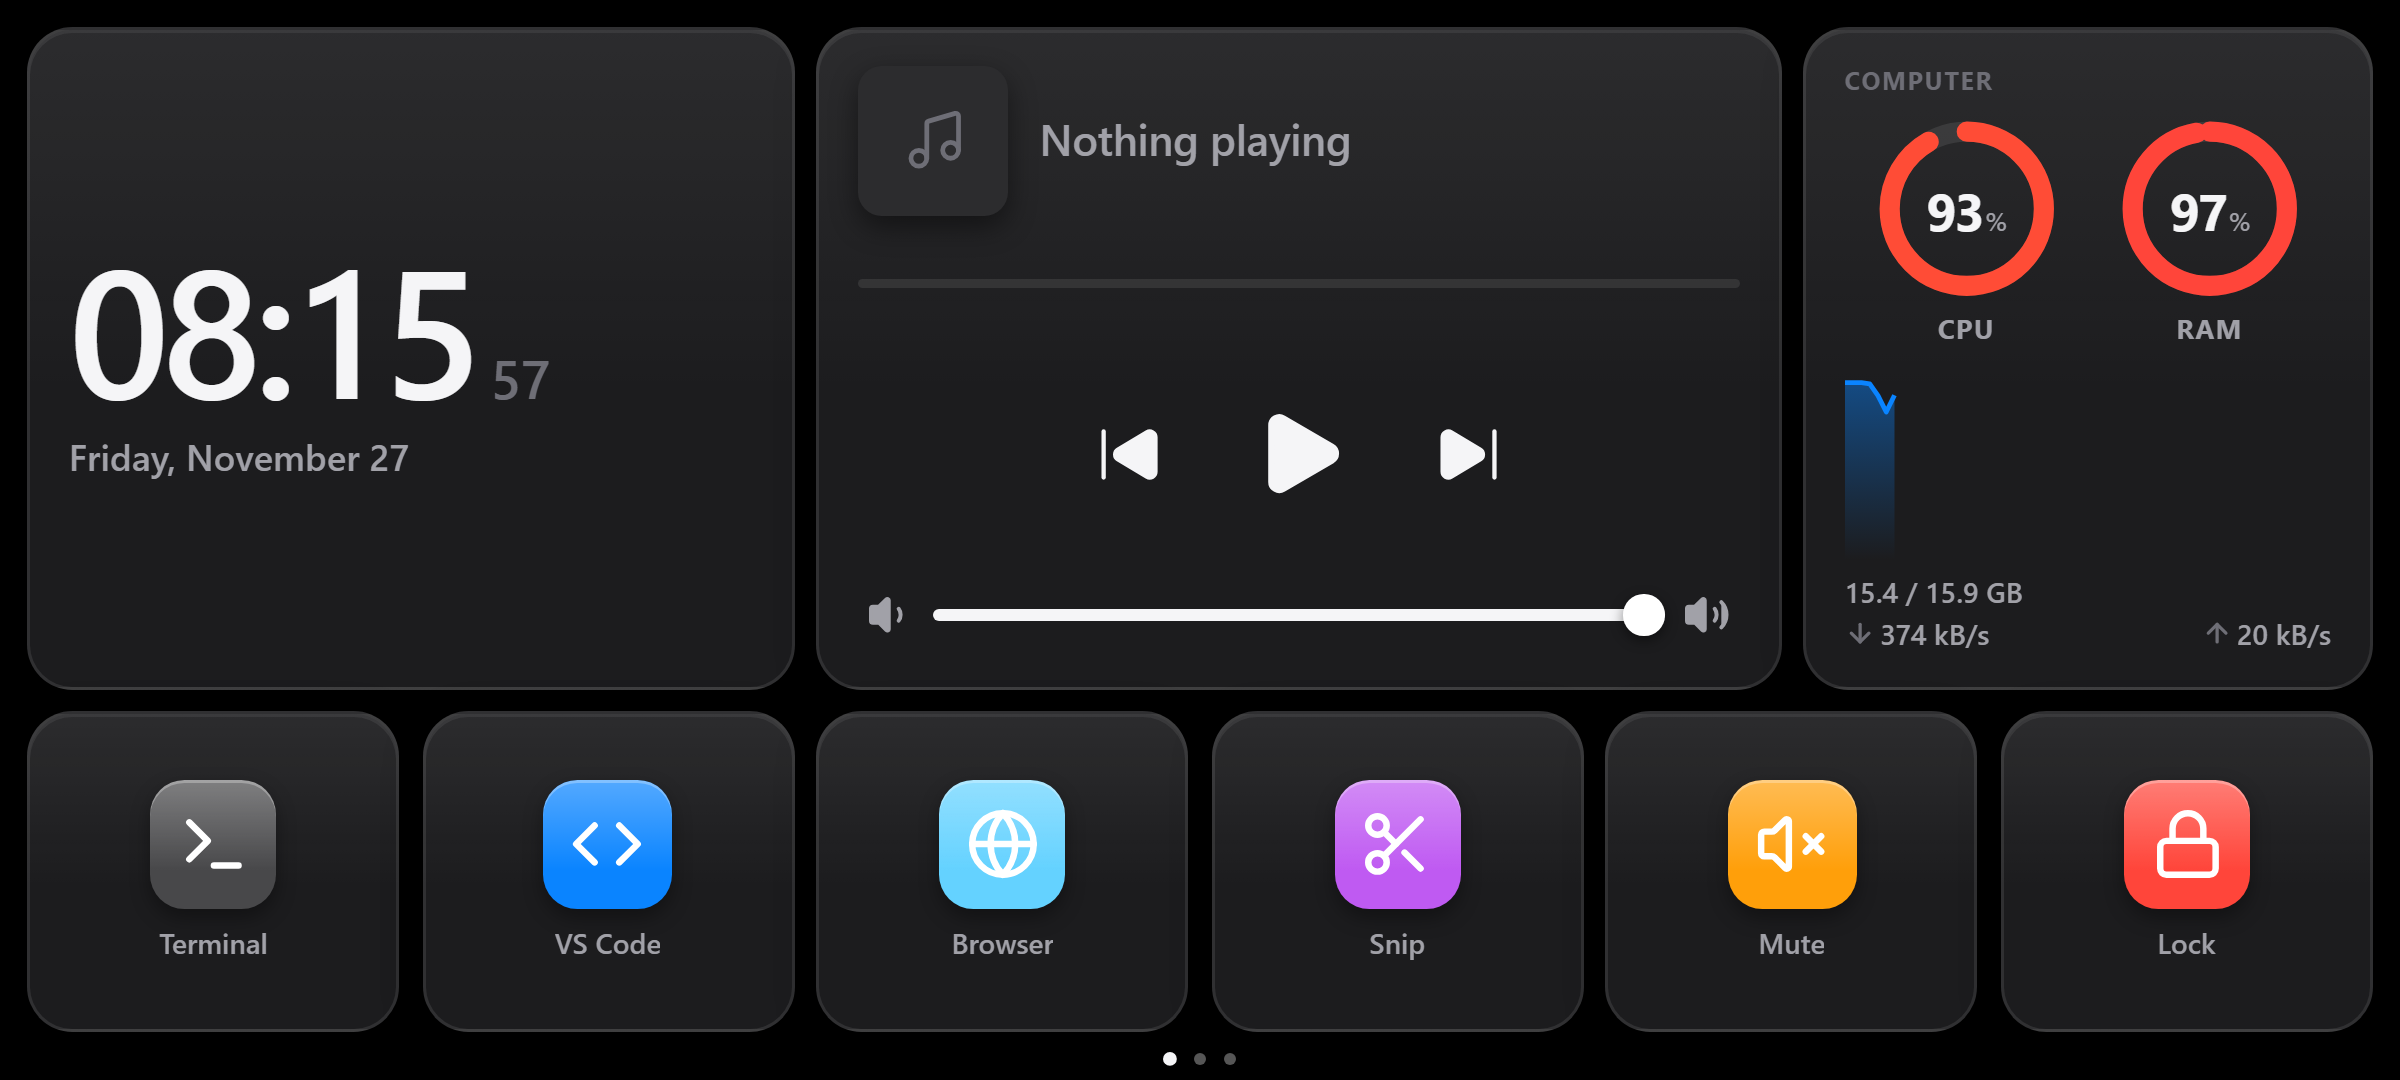 08:15 57
Friday, November 27
Nothing playing
COMPUTER
93% 97%
CPU RAM
15.4 / 15.9 GB
374 kB/s 20 kB/s
Terminal VS Code Browser Snip Mute Lock